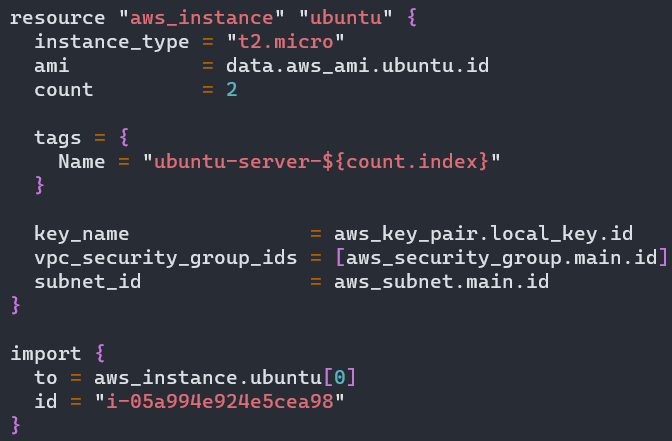 resource "aws_instance" "ubuntu" {
  instance_type = "t2.micro"
  ami           = data.aws_ami.ubuntu.id
  count         = 2

  tags = {
    Name = "ubuntu-server-${count.index}"
  }

  key_name               = aws_key_pair.local_key.id
  vpc_security_group_ids = [aws_security_group.main.id]
  subnet_id              = aws_subnet.main.id
}

import {
  to = aws_instance.ubuntu[0]
  id = "i-05a994e924e5cea98"
}